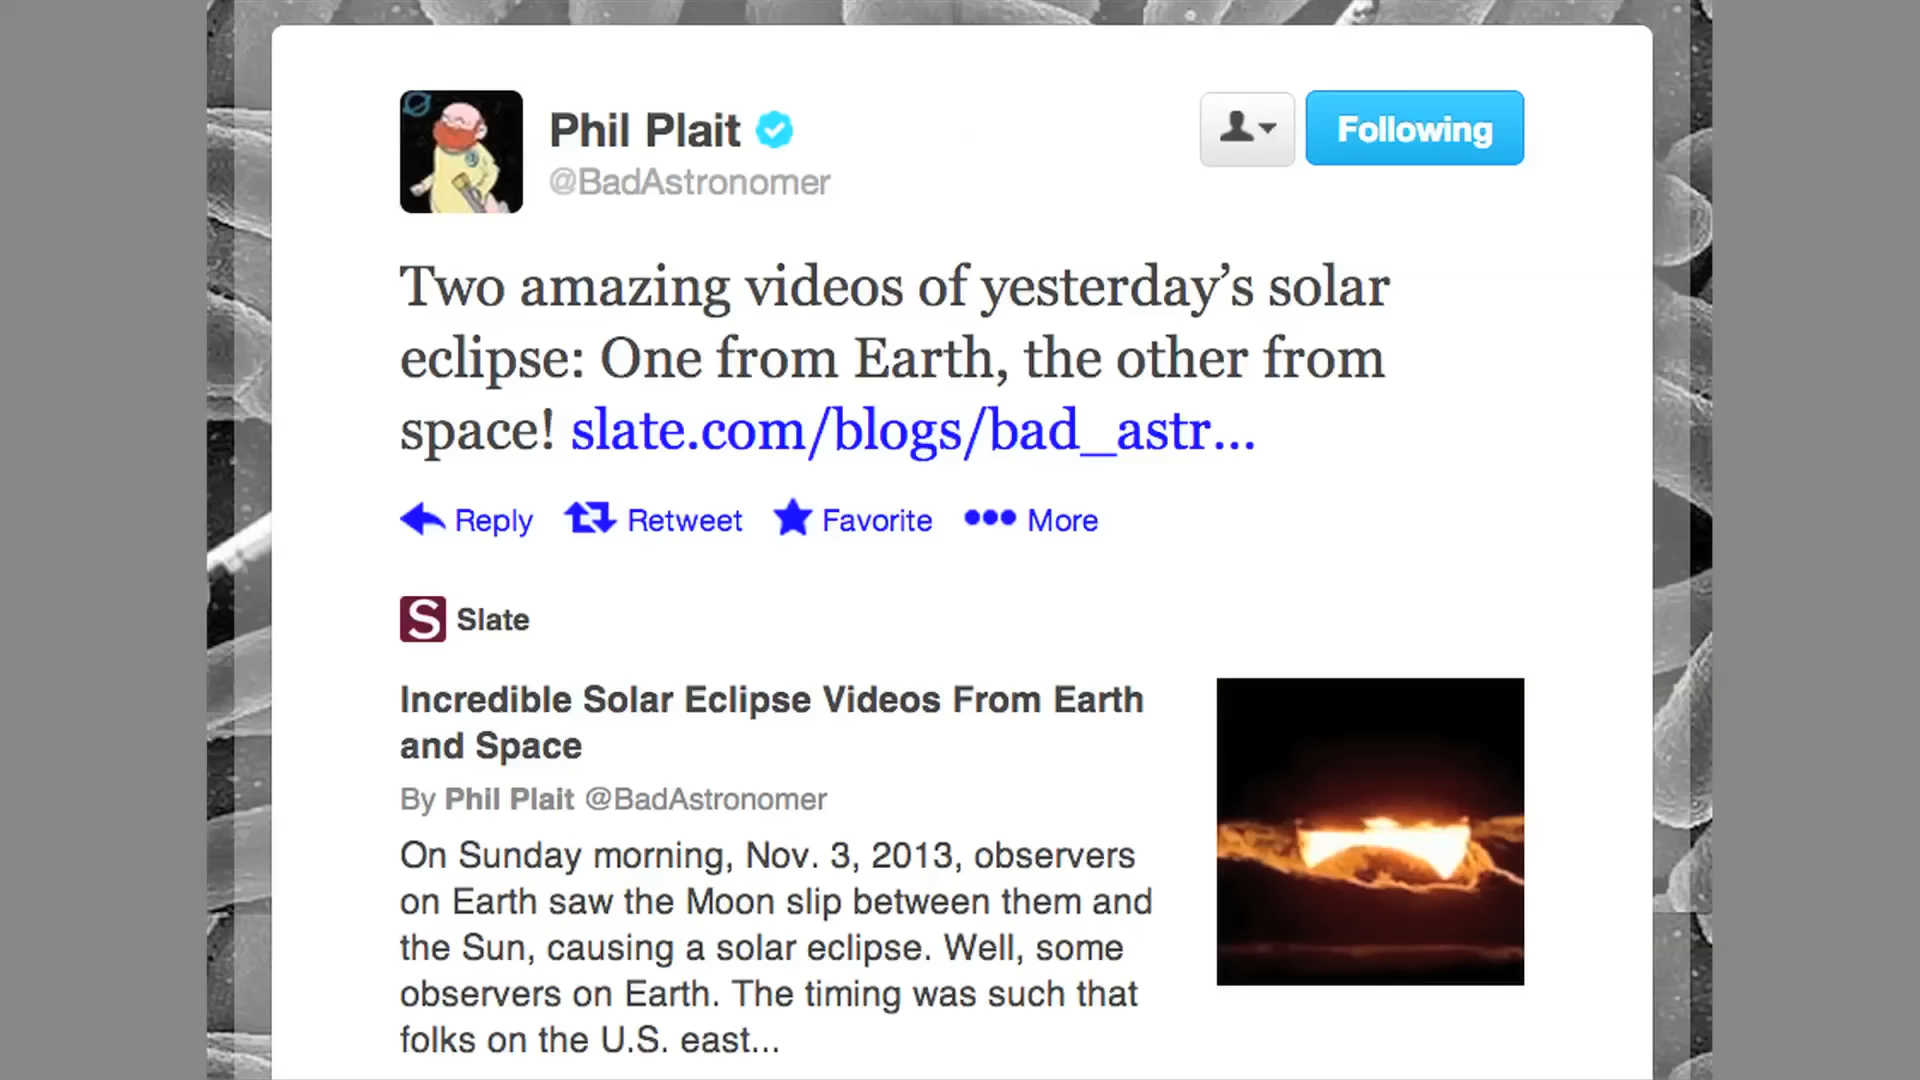 Phil Plait
@BadAstronomer
Following
Two amazing videos of yesterday’s solar
eclipse: One from Earth, the other from
space! slate.com/blogs/bad_astr...
Reply Retweet Favorite More
S Slate
Incredible Solar Eclipse Videos From Earth
and Space
By Phil Plait @BadAstronomer
On Sunday morning, Nov. 3, 2013, observers
on Earth saw the Moon slip between them and
the Sun, causing a solar eclipse. Well, some
observers on Earth. The timing was such that
folks on the U.S. east...